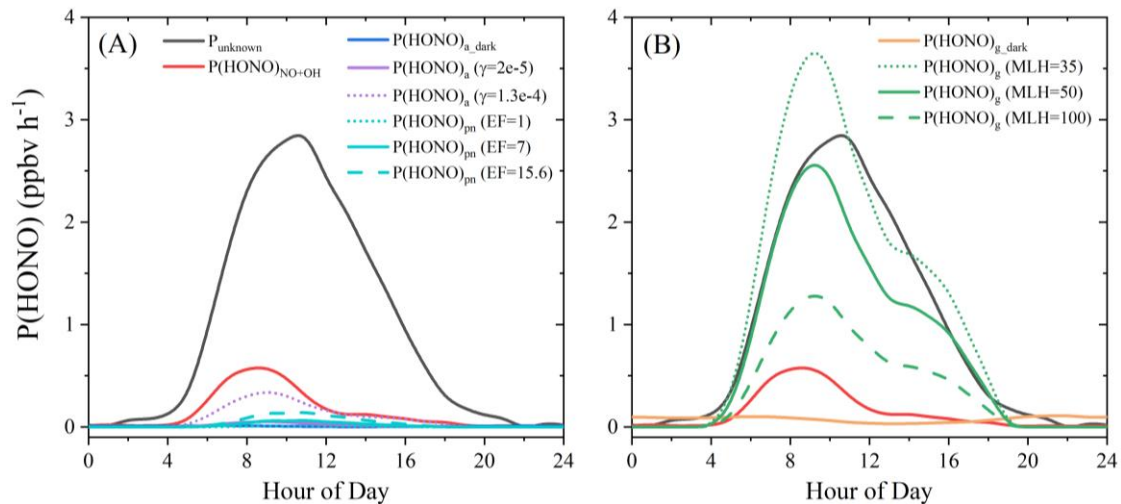 (A)
P_unknown
P(HONO)_NO+OH
P(HONO)_a_dark
P(HONO)_a (γ=2e-5)
P(HONO)_a (γ=1.3e-4)
P(HONO)_pn (EF=1)
P(HONO)_pn (EF=7)
P(HONO)_pn (EF=15.6)
P(HONO) (ppbv h⁻¹)
4
3
2
1
0
0 4 8 12 16 20 24
Hour of Day
(B)
P(HONO)_g_dark
P(HONO)_g (MLH=35)
P(HONO)_g (MLH=50)
P(HONO)_g (MLH=100)
4
3
2
1
0
0 4 8 12 16 20 24
Hour of Day